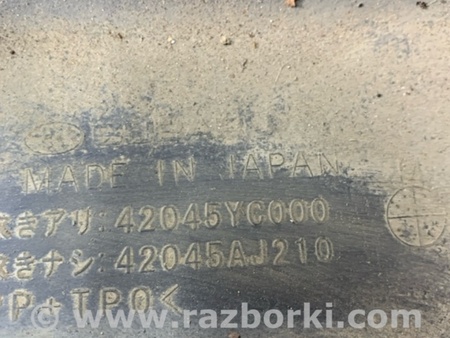 MADE IN JAPAN
きアリ:42045YC000
きナシ:42045AJ210
P+TPO<
www.razborki.com